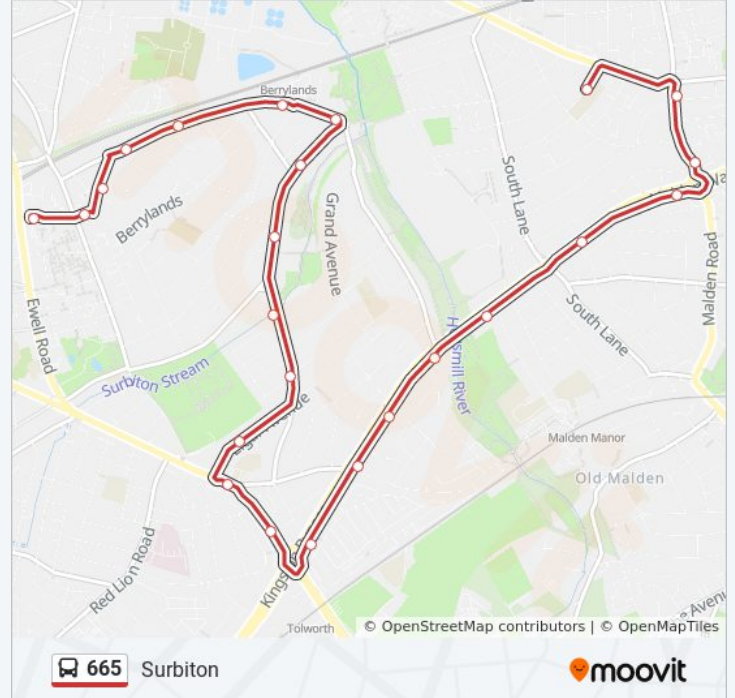 Berrylands
South Lane
Berrylands
Grand Avenue
Malden Road
Ewell Road
South Lane
Surbiton Stream
Hogsmill River
Malden Manor
Old Malden
Red Lion Road
Tolworth
© OpenStreetMap contributors | © OpenMapTiles
665 Surbiton
moovit